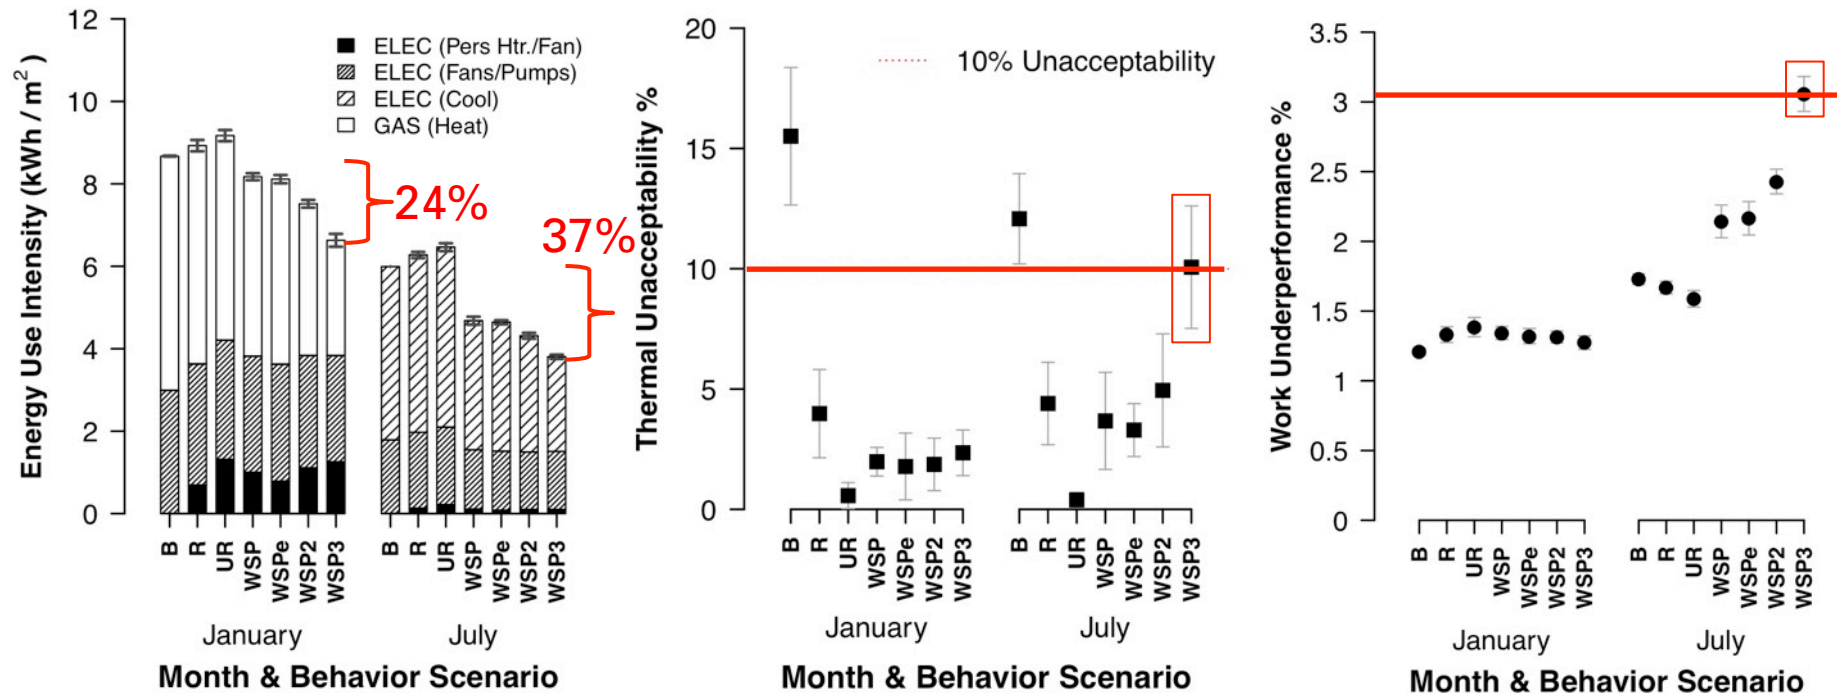 Energy Use Intensity (kWh / m²)
12
10
8
6
4
2
0
ELEC (Pers Htr./Fan)
ELEC (Fans/Pumps)
ELEC (Cool)
GAS (Heat)
24%
37%
B
R
UR
WSP
WSPe
WSP2
WSP3
B
R
UR
WSP
WSPe
WSP2
WSP3
January
July
Month & Behavior Scenario
Thermal Unacceptability %
20
15
10
5
0
10% Unacceptability
B
R
UR
WSP
WSPe
WSP2
WSP3
B
R
UR
WSP
WSPe
WSP2
WSP3
January
July
Month & Behavior Scenario
Work Underperformance %
3.5
3
2.5
2
1.5
1
0.5
0
B
R
UR
WSP
WSPe
WSP2
WSP3
B
R
UR
WSP
WSPe
WSP2
WSP3
January
July
Month & Behavior Scenario